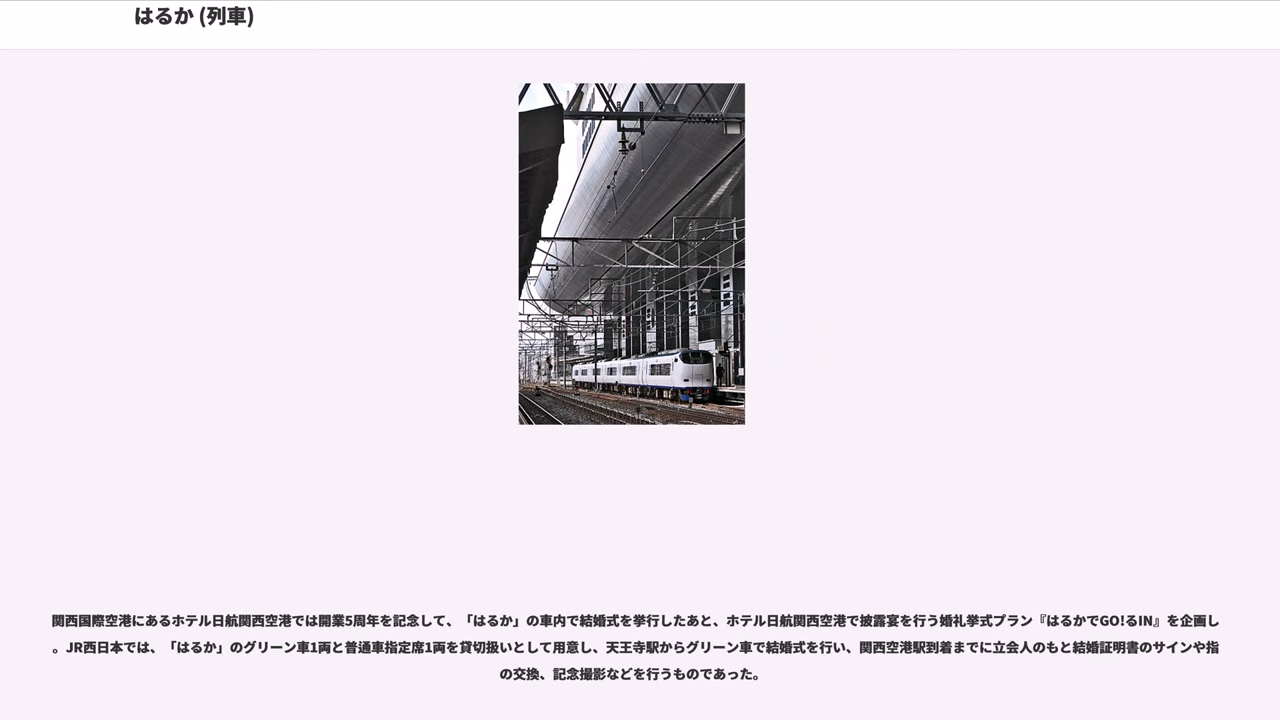 はるか (列車)
関西国際空港にあるホテル日航関西空港では開業5周年を記念して、「はるか」の車内で結婚式を挙行したあと、ホテル日航関西空港で披露宴を行う婚礼挙式プラン『はるかでGO!るIN』を企画し
。JR西日本では、「はるか」のグリーン車1両と普通車指定席1両を貸切扱いとして用意し、天王寺駅からグリーン車で結婚式を行い、関西空港駅到着までに立会人のもと結婚証明書のサインや指
の交換、記念撮影などを行うものであった。